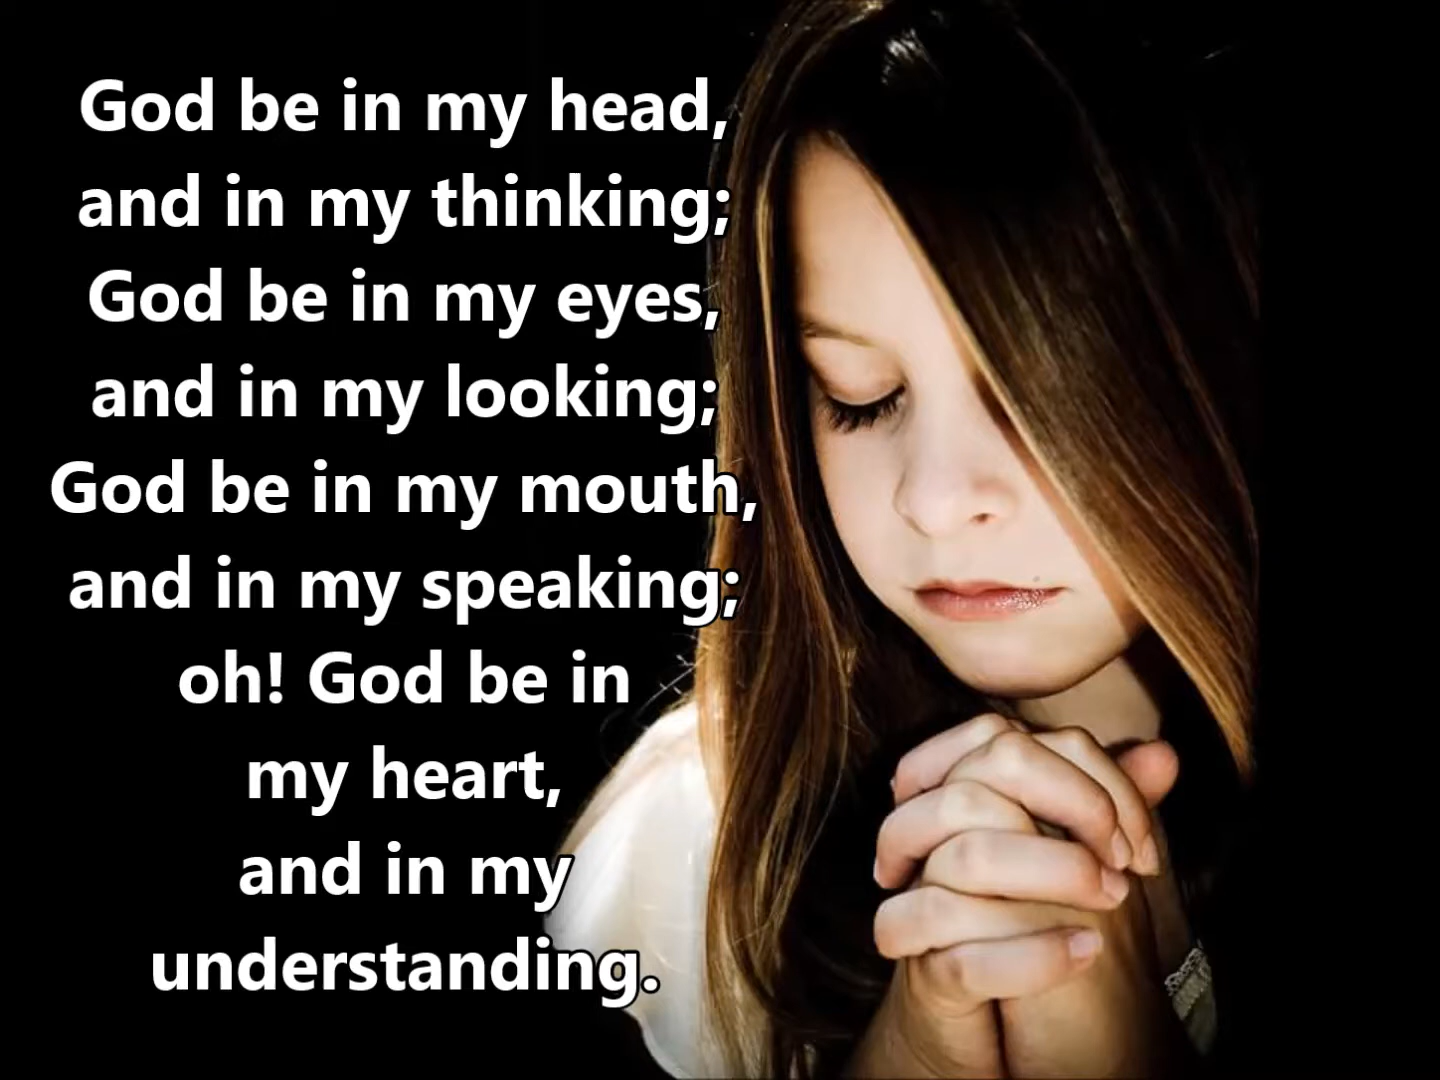 God be in my head,
and in my thinking;
God be in my eyes,
and in my looking;
God be in my mouth,
and in my speaking;
oh! God be in
my heart,
and in my
understanding.